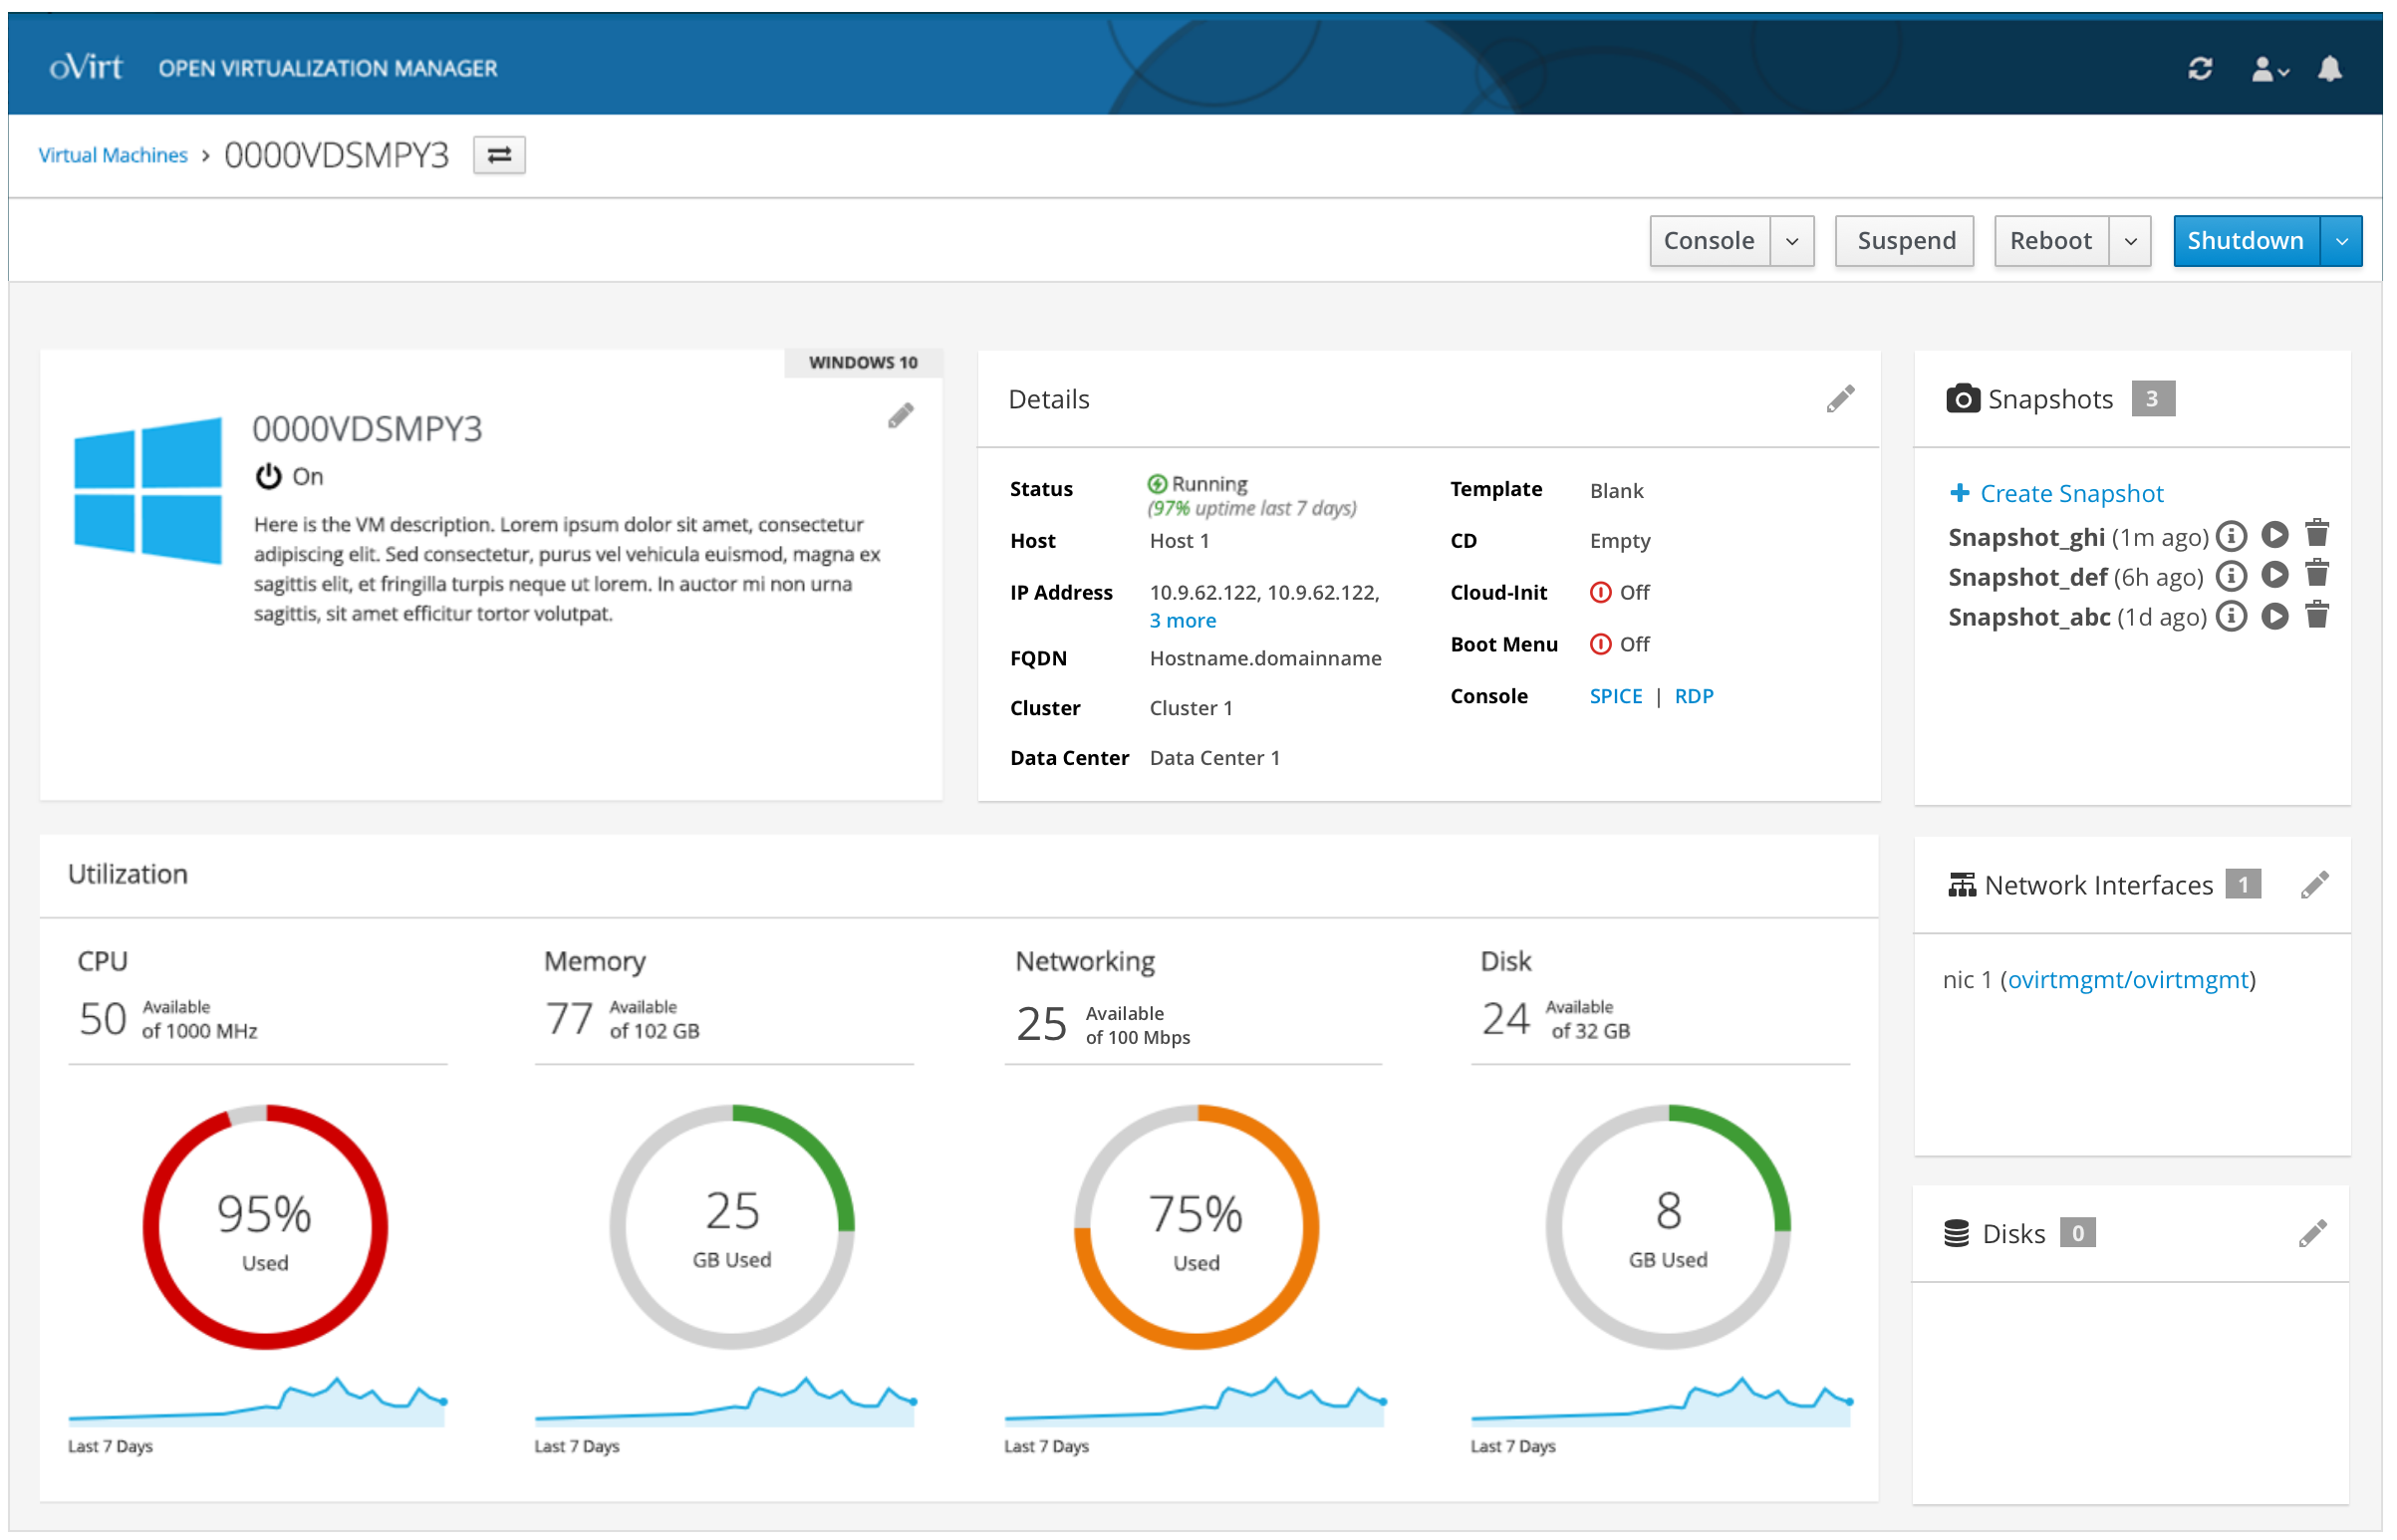 oVirt OPEN VIRTUALIZATION MANAGER
Virtual Machines › 0000VDSMPY3
Console Suspend Reboot Shutdown
WINDOWS 10
0000VDSMPY3
On
Here is the VM description. Lorem ipsum dolor sit amet, consectetur
adipiscing elit. Sed consectetur, purus vel vehicula euismod, magna ex
sagittis elit, et fringilla turpis neque ut lorem. In auctor mi non urna
sagittis, sit amet efficitur tortor volutpat.
Details
Status Running
(97% uptime last 7 days)
Host Host 1
IP Address 10.9.62.122, 10.9.62.122,
3 more
FQDN Hostname.domainname
Cluster Cluster 1
Data Center Data Center 1
Template Blank
CD Empty
Cloud-Init Off
Boot Menu Off
Console SPICE | RDP
Snapshots 3
Create Snapshot
Snapshot_ghi (1m ago)
Snapshot_def (6h ago)
Snapshot_abc (1d ago)
Utilization
CPU
50 Available
of 1000 MHz
95%
Used
Last 7 Days
Memory
77 Available
of 102 GB
25
GB Used
Last 7 Days
Networking
25 Available
of 100 Mbps
75%
Used
Last 7 Days
Disk
24 Available
of 32 GB
8
GB Used
Last 7 Days
Network Interfaces 1
nic 1 (ovirtmgmt/ovirtmgmt)
Disks 0